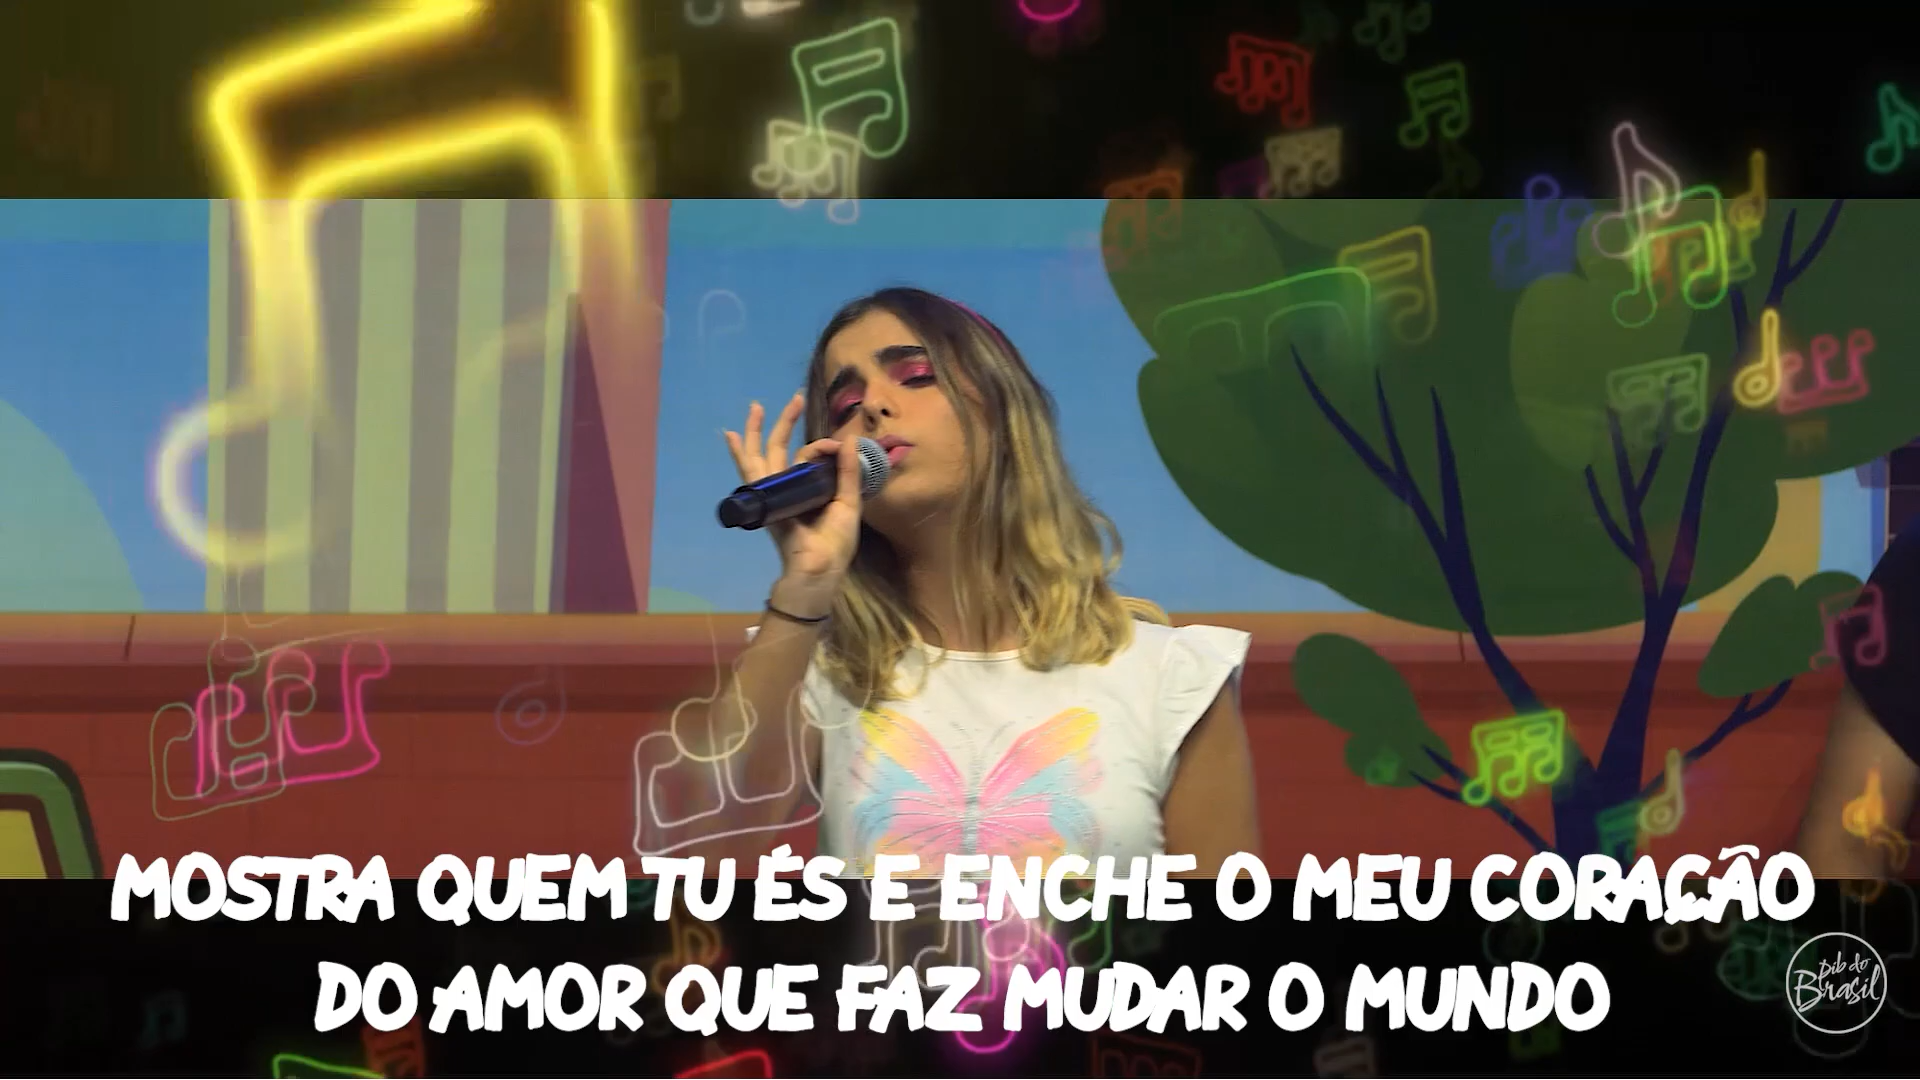 MOSTRA QUEM TU ÉS E ENCHE O MEU CORAÇÃO
DO AMOR QUE FAZ MUDAR O MUNDO
Pib do
Brasil